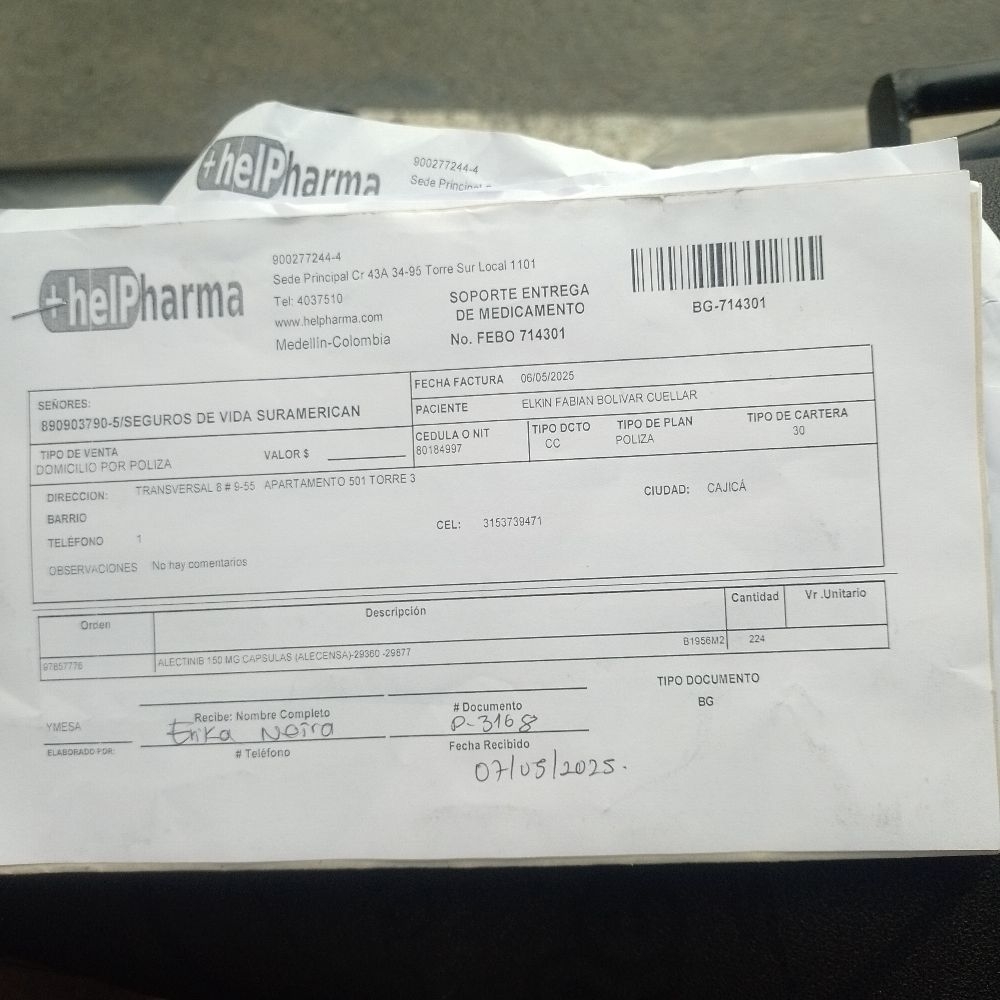 +helPharma
900277244-4
Sede Principal
+helPharma
900277244-4
Sede Principal Cr 43A 34-95 Torre Sur Local 1101
Tel: 4037510
www.helpharma.com
Medellín-Colombia
SOPORTE ENTREGA
DE MEDICAMENTO
No. FEBO 714301
BG-714301
SEÑORES:
890903790-5/SEGUROS DE VIDA SURAMERICAN
FECHA FACTURA 06/05/2025
PACIENTE ELKIN FABIAN BOLIVAR CUELLAR
TIPO DE VENTA
DOMICILIO POR POLIZA
VALOR $
CEDULA O NIT
80184997
TIPO DCTO
CC
TIPO DE PLAN
POLIZA
TIPO DE CARTERA
30
DIRECCION: TRANSVERSAL 8 # 9-55 APARTAMENTO 501 TORRE 3
CIUDAD: CAJICÁ
BARRIO
CEL: 3153739471
TELÉFONO 1
OBSERVACIONES No hay comentarios
Orden Descripción Cantidad Vr .Unitario
97857776 ALECTINIB 150 MG CAPSULAS (ALECENSA)-29360 -29877 B1956M2 224
TIPO DOCUMENTO
BG
YMESA
ELABORADO POR:
Recibe: Nombre Completo
Erika Neira
# Teléfono
# Documento
P-3168
Fecha Recibido
07/05/2025.